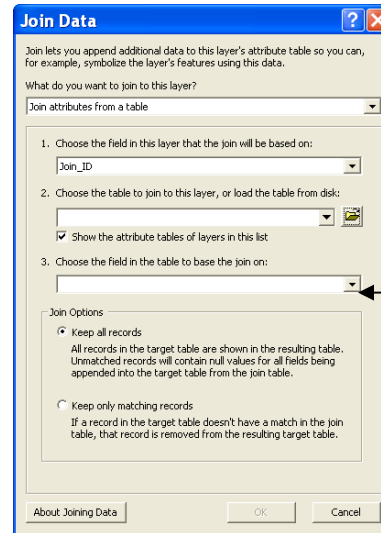 Join Data
Join lets you append additional data to this layer's attribute table so you can,
for example, symbolize the layer's features using this data.
What do you want to join to this layer?
Join attributes from a table
1. Choose the field in this layer that the join will be based on:
Join_ID
2. Choose the table to join to this layer, or load the table from disk:
Show the attribute tables of layers in this list
3. Choose the field in the table to base the join on:
Join Options
Keep all records
All records in the target table are shown in the resulting table.
Unmatched records will contain null values for all fields being
appended into the target table from the join table.
Keep only matching records
If a record in the target table doesn't have a match in the join
table, that record is removed from the resulting target table.
About Joining Data OK Cancel